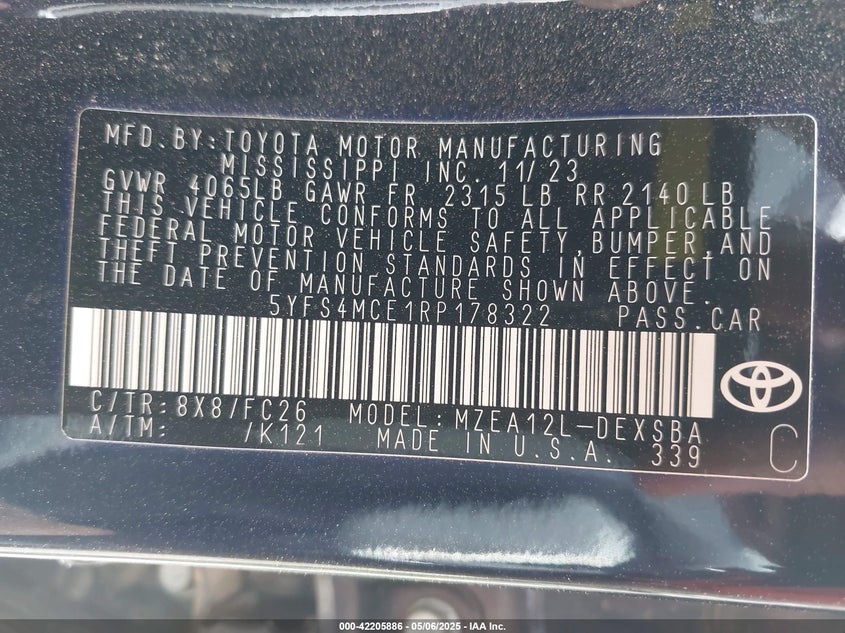 MFD. BY: TOYOTA MOTOR MANUFACTURING
MISSISSIPPI INC. 11/23
GVWR 4065LB GAWR FR 2315 LB RR 2140 LB
THIS VEHICLE CONFORMS TO ALL APPLICABLE
FEDERAL MOTOR VEHICLE SAFETY, BUMPER, AND
THEFT PREVENTION STANDARDS IN EFFECT ON
THE DATE OF MANUFACTURE SHOWN ABOVE.
5YFS4MCE1RP178322 PASS. CAR
C/TR: 8X8/FC26 MODEL: MZEA12L-DEXSBA
A/TM: /K121 MADE IN U.S.A. 339 C
000-42205886 - 05/06/2025 - IAA Inc.